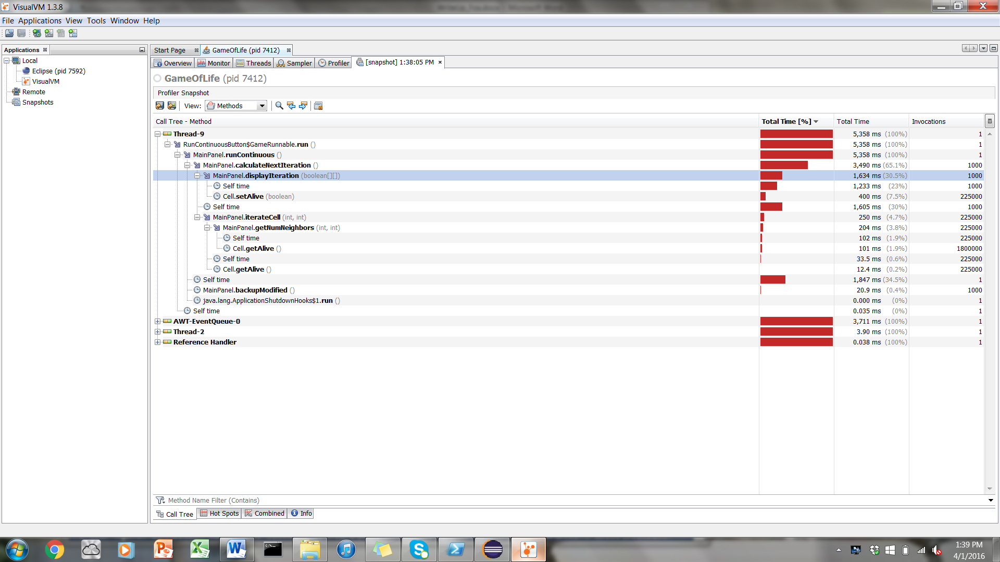 VisualVM 1.3.8
File Applications View Tools Window Help
Applications
Local
Eclipse (pid 7592)
VisualVM
Remote
Snapshots
Start Page GameOfLife (pid 7412)
Overview Monitor Threads Sampler Profiler [snapshot] 1:38:05 PM
GameOfLife (pid 7412)
Profiler Snapshot
View: Methods
Call Tree - Method Total Time [%] Total Time Invocations
Thread-9 5,358 ms (100%) 1
RunContinuousButton$GameRunnable.run () 5,358 ms (100%) 1
MainPanel.runContinuous () 5,358 ms (100%) 1
MainPanel.calculateNextIteration () 3,490 ms (65.1%) 1000
MainPanel.displayIteration (boolean[][]) 1,634 ms (30.5%) 1000
Self time 1,233 ms (23%) 1000
Cell.setAlive (boolean) 400 ms (7.5%) 225000
Self time 1,605 ms (30%) 1000
MainPanel.iterateCell (int, int) 250 ms (4.7%) 225000
MainPanel.getNumNeighbors (int, int) 204 ms (3.8%) 225000
Self time 102 ms (1.9%) 225000
Cell.getAlive () 101 ms (1.9%) 1800000
Self time 33.5 ms (0.6%) 225000
Cell.getAlive () 12.4 ms (0.2%) 225000
Self time 1,847 ms (34.5%) 1
MainPanel.backupModified () 20.9 ms (0.4%) 1000
java.lang.ApplicationShutdownHooks$1.run () 0.000 ms (0%) 1
Self time 0.035 ms (0%) 1
AWT-EventQueue-0 3,711 ms (100%) 1
Thread-2 3.90 ms (100%) 1
Reference Handler 0.038 ms (100%) 1
Method Name Filter (Contains)
Call Tree Hot Spots Combined Info
1:39 PM
4/1/2016